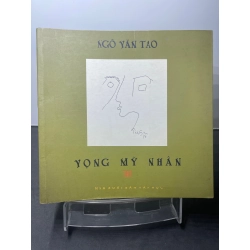 NGÔ VĂN TAO
VỌNG MỸ NHÂN